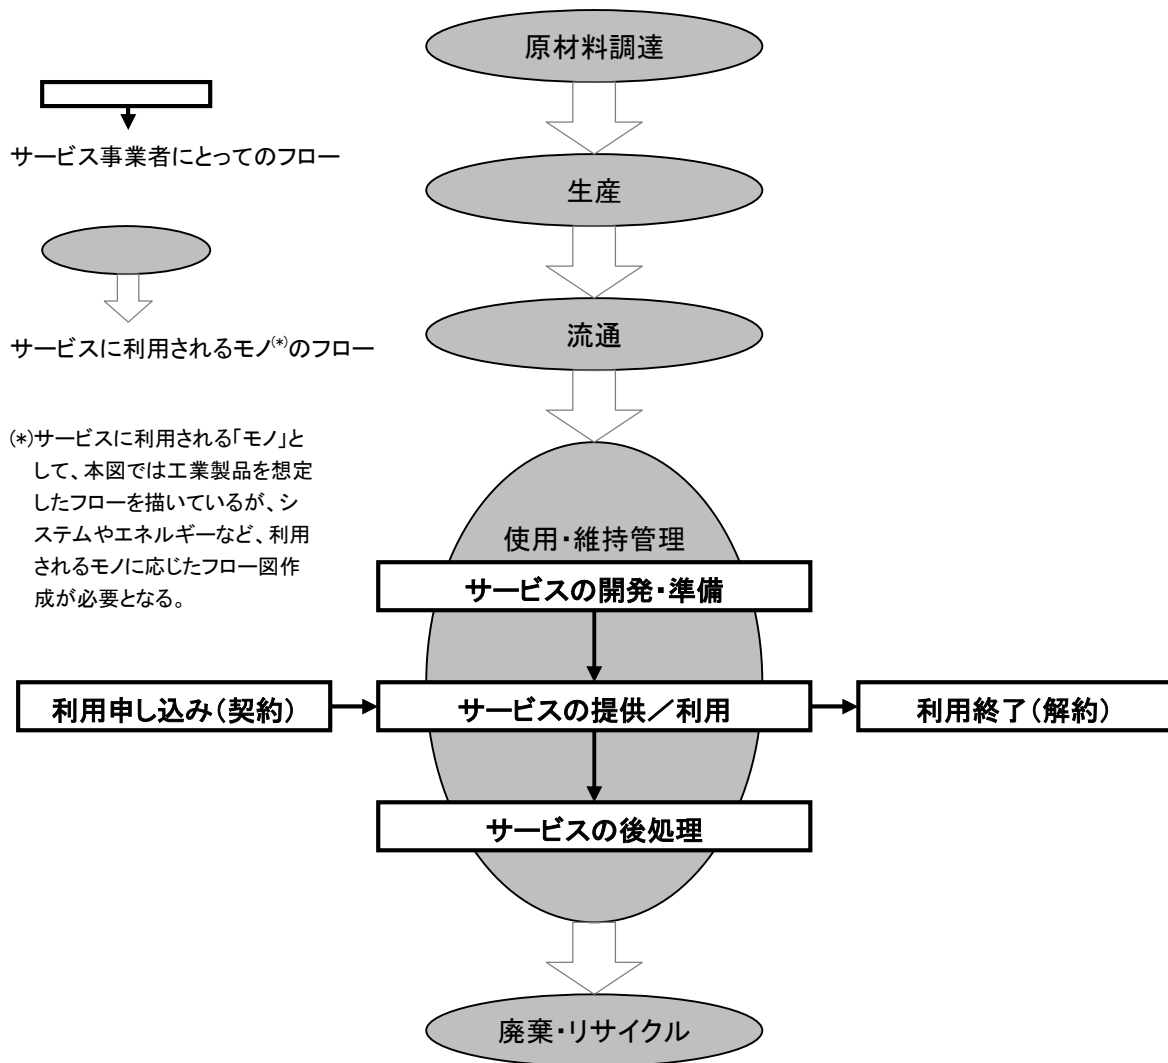 原材料調達
サービス事業者にとってのフロー
生産
流通
サービスに利用されるモノ(*)のフロー
(*)サービスに利用される「モノ」と
して、本図では工業製品を想定
したフローを描いているが、シ
ステムやエネルギーなど、利用
されるモノに応じたフロー図作
成が必要となる。
使用・維持管理
サービスの開発・準備
利用申し込み(契約)
サービスの提供／利用
利用終了(解約)
サービスの後処理
廃棄・リサイクル